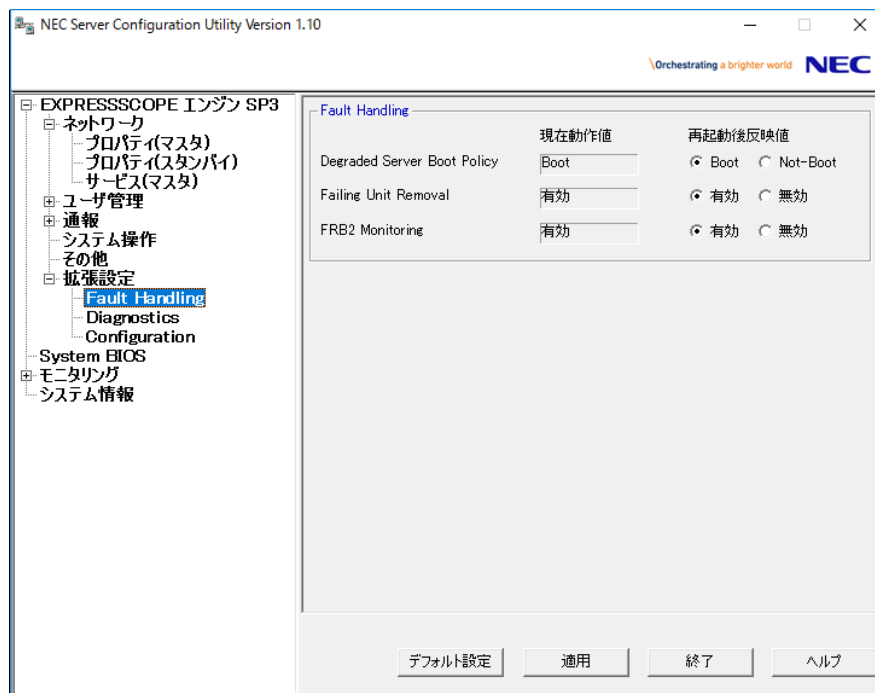 NEC Server Configuration Utility Version 1.10
\Orchestrating a brighter world NEC
EXPRESSSCOPE エンジン SP3
ネットワーク
プロパティ(マスタ)
プロパティ(スタンバイ)
サービス(マスタ)
ユーザ管理
通報
システム操作
その他
拡張設定
Fault Handling
Diagnostics
Configuration
System BIOS
モニタリング
システム情報
Fault Handling
現在動作値 再起動後反映値
Degraded Server Boot Policy Boot Boot Not-Boot
Failing Unit Removal 有効 有効 無効
FRB2 Monitoring 有効 有効 無効
デフォルト設定 適用 終了 ヘルプ